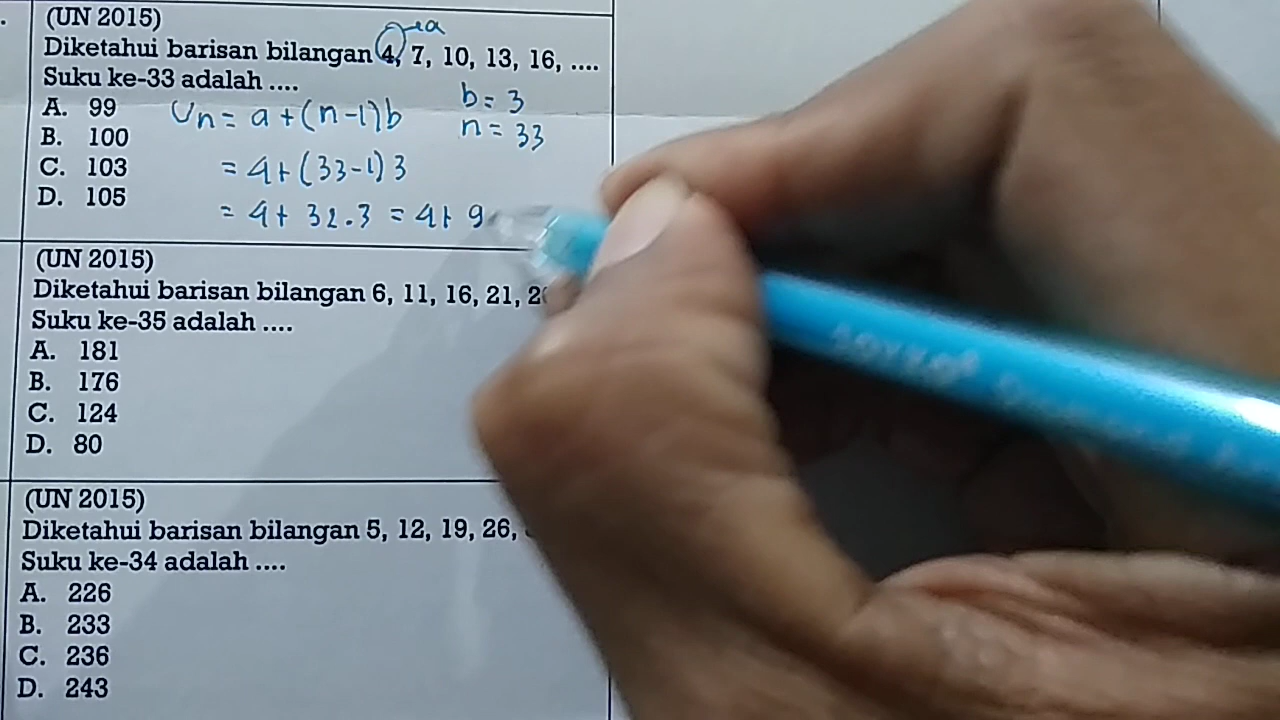 (UN 2015)
Diketahui barisan bilangan 4, 7, 10, 13, 16, ....
a
Suku ke-33 adalah ....
A. 99
B. 100
C. 103
D. 105
Un = a + (n-1)b
= 4 + (33-1) 3
= 4 + 32.3 = 4 + 9
b = 3
n = 33
(UN 2015)
Diketahui barisan bilangan 6, 11, 16, 21,
Suku ke-35 adalah ....
A. 181
B. 176
C. 124
D. 80
(UN 2015)
Diketahui barisan bilangan 5, 12, 19, 26,
Suku ke-34 adalah ....
A. 226
B. 233
C. 236
D. 243